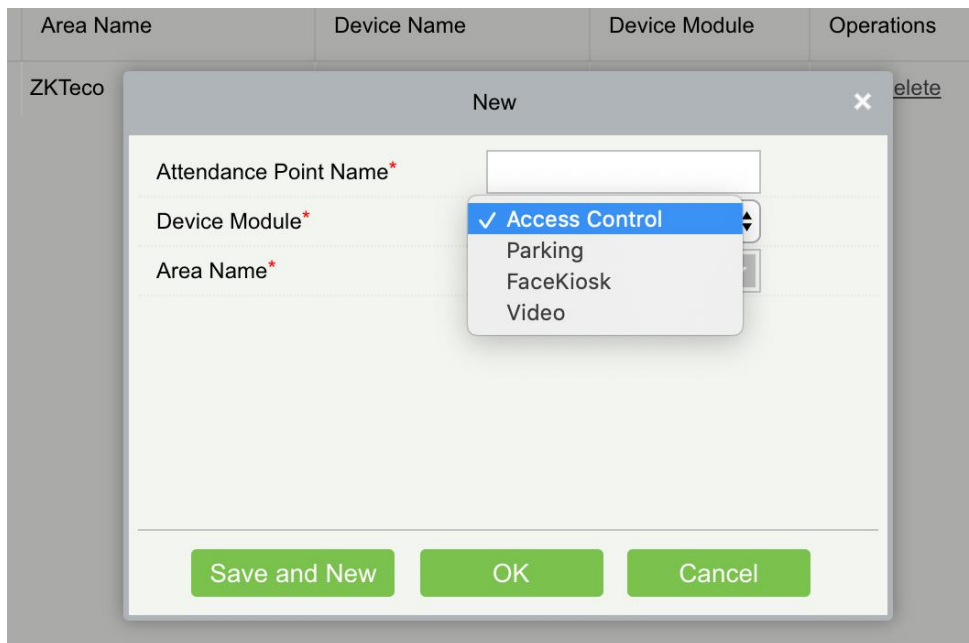 Area Name Device Name Device Module Operations
ZKTeco elete
New
Attendance Point Name*
Device Module*
✓ Access Control
Parking
Area Name*
FaceKiosk
Video
Save and New OK Cancel